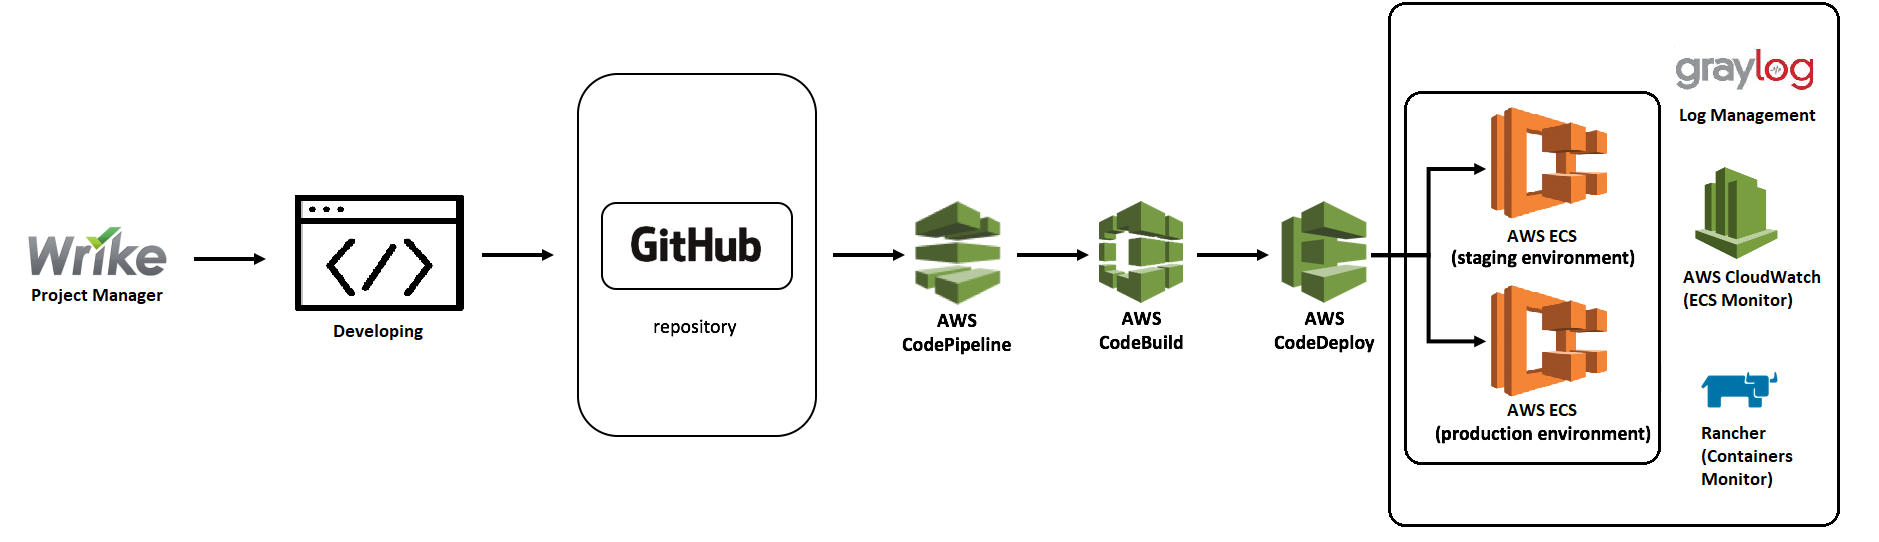 Wrike
Project Manager
Developing
GitHub
repository
AWS
CodePipeline
AWS
CodeBuild
AWS
CodeDeploy
AWS ECS
(staging environment)
AWS ECS
(production environment)
graylog
Log Management
AWS CloudWatch
(ECS Monitor)
Rancher
(Containers
Monitor)